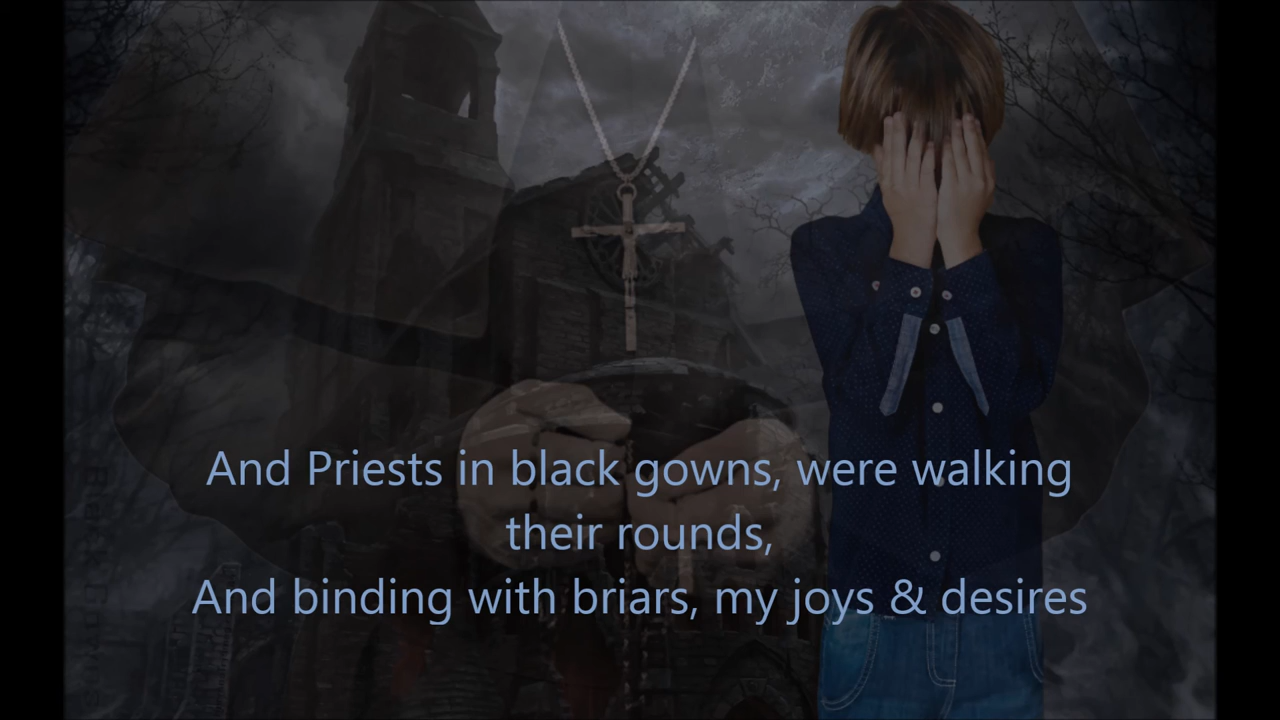 And Priests in black gowns, were walking
their rounds,
And binding with briars, my joys & desires